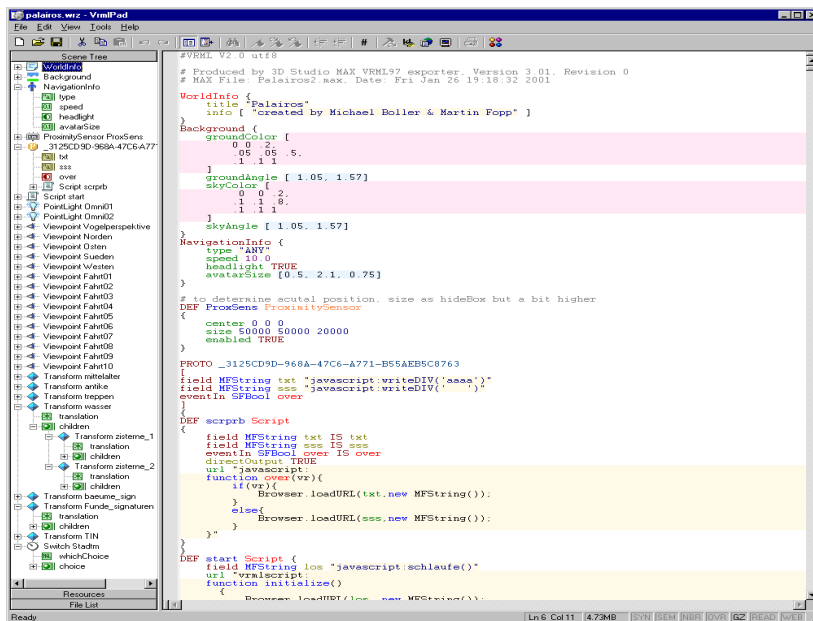 palairos.wrz - VrmlPad
File Edit View Tools Help
Scene Tree
WorldInfo
Background
NavigationInfo
type
speed
headlight
avatarSize
ProximitySensor ProxSens
_3125CD9D-968A-47C6-A77
txt
sss
over
Script scrprb
Script start
PointLight Omni01
PointLight Omni02
Viewpoint Vogelperspektive
Viewpoint Norden
Viewpoint Osten
Viewpoint Sueden
Viewpoint Westen
Viewpoint Fahrt01
Viewpoint Fahrt02
Viewpoint Fahrt03
Viewpoint Fahrt04
Viewpoint Fahrt05
Viewpoint Fahrt06
Viewpoint Fahrt07
Viewpoint Fahrt08
Viewpoint Fahrt09
Viewpoint Fahrt10
Transform mittelalter
Transform antike
Transform treppen
Transform wasser
translation
children
Transform zisterne_1
translation
children
Transform zisterne_2
translation
children
Transform baeume_sign
Transform Funde_signaturen
translation
children
Transform TIN
Switch Stadtm
whichChoice
choice
Resources
File List
#VRML V2.0 utf8
# Produced by 3D Studio MAX VRML97 exporter, Version 3.01, Revision 0
# MAX File: Palairos2.max, Date: Fri Jan 26 19:18:32 2001
WorldInfo {
title "Palairos"
info [ "created by Michael Boller & Martin Fopp" ]
}
Background {
groundColor [
0 0 .2,
.05 .05 .5,
.1 .1 1
]
groundAngle [ 1.05, 1.57]
skyColor [
0 0 .2,
.1 .1 .8,
.1 .1 1
]
skyAngle [ 1.05, 1.57]
}
NavigationInfo {
type "ANY"
speed 10.0
headlight TRUE
avatarSize [0.5, 2.1, 0.75]
}
# to determine acutal position, size as hideBox but a bit higher
DEF ProxSens ProximitySensor
{
center 0 0 0
size 50000 50000 20000
enabled TRUE
}
PROTO _3125CD9D-968A-47C6-A771-B55AEB5C8763
[
field MFString txt "javascript:writeDIV('aaaa')"
field MFString sss "javascript:writeDIV('    ')"
eventIn SFBool over
]
{
DEF scrprb Script
{
field MFString txt IS txt
field MFString sss IS sss
eventIn SFBool over IS over
directOutput TRUE
url "javascript:
function over(vr){
if(vr){
Browser.loadURL(txt,new MFString());
}
else{
Browser.loadURL(sss,new MFString());
}
}"
}
}
DEF start Script {
field MFString los "javascript:schlaufe()"
url "vrmlscript:
function initialize()
{
Browser.loadURL(los, new MFString());
Ready
Ln 6 Col 11 4.73MB SYN SEM NBR OVR GZ READ WEB